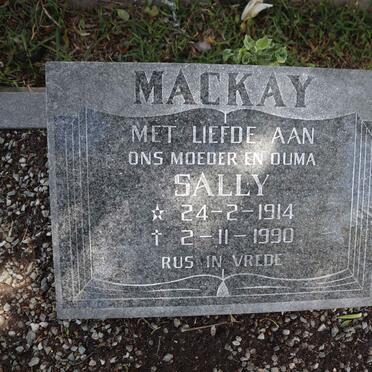 MACKAY
MET LIEFDE AAN
ONS MOEDER EN OUMA
SALLY
☆ 24-2-1914
† 2-11-1990
RUS IN VREDE